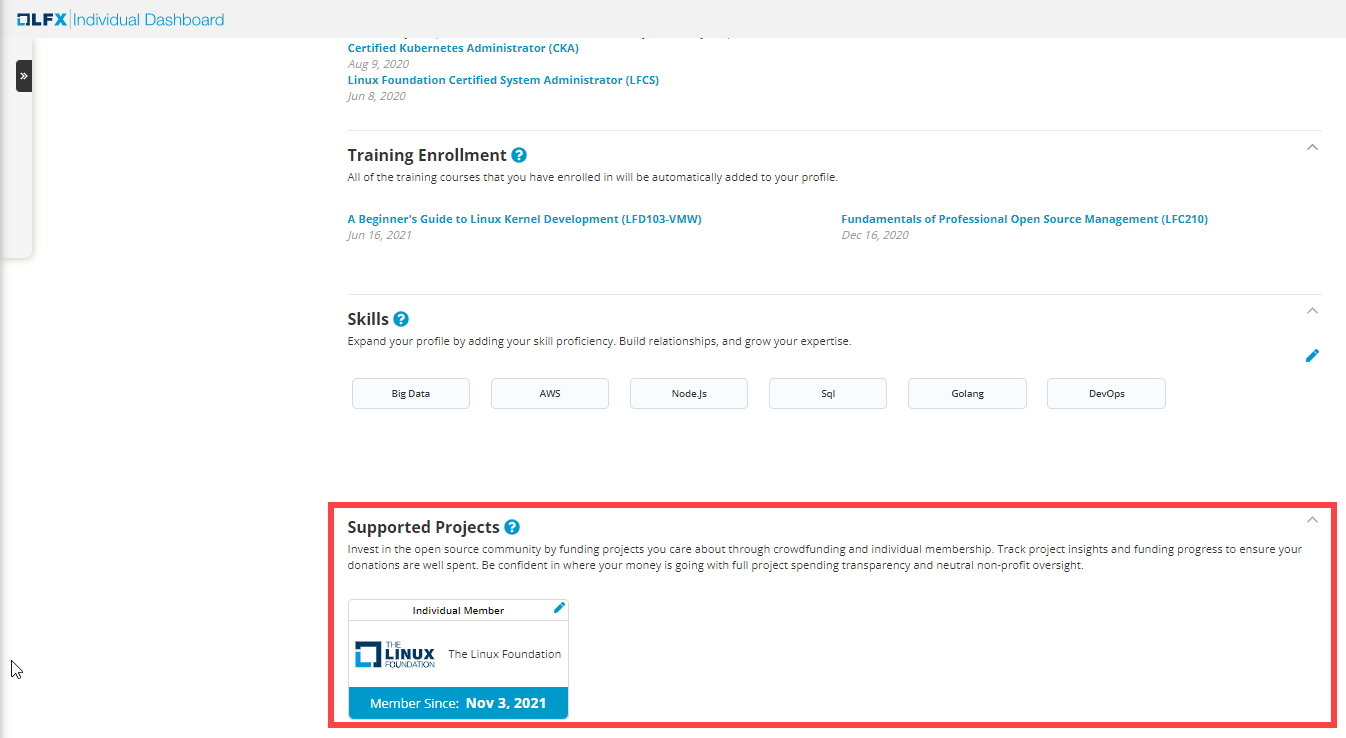 LFX Individual Dashboard
Certified Kubernetes Administrator (CKA)
Aug 9, 2020
Linux Foundation Certified System Administrator (LFCS)
Jun 8, 2020
Training Enrollment ?
All of the training courses that you have enrolled in will be automatically added to your profile.
A Beginner's Guide to Linux Kernel Development (LFD103-VMW)
Jun 16, 2021
Fundamentals of Professional Open Source Management (LFC210)
Dec 16, 2020
Skills ?
Expand your profile by adding your skill proficiency. Build relationships, and grow your expertise.
Big Data
AWS
Node.Js
Sql
Golang
DevOps
Supported Projects ?
Invest in the open source community by funding projects you care about through crowdfunding and individual membership. Track project insights and funding progress to ensure your
donations are well spent. Be confident in where your money is going with full project spending transparency and neutral non-profit oversight.
Individual Member
THE
LINUX
FOUNDATION
The Linux Foundation
Member Since: Nov 3, 2021